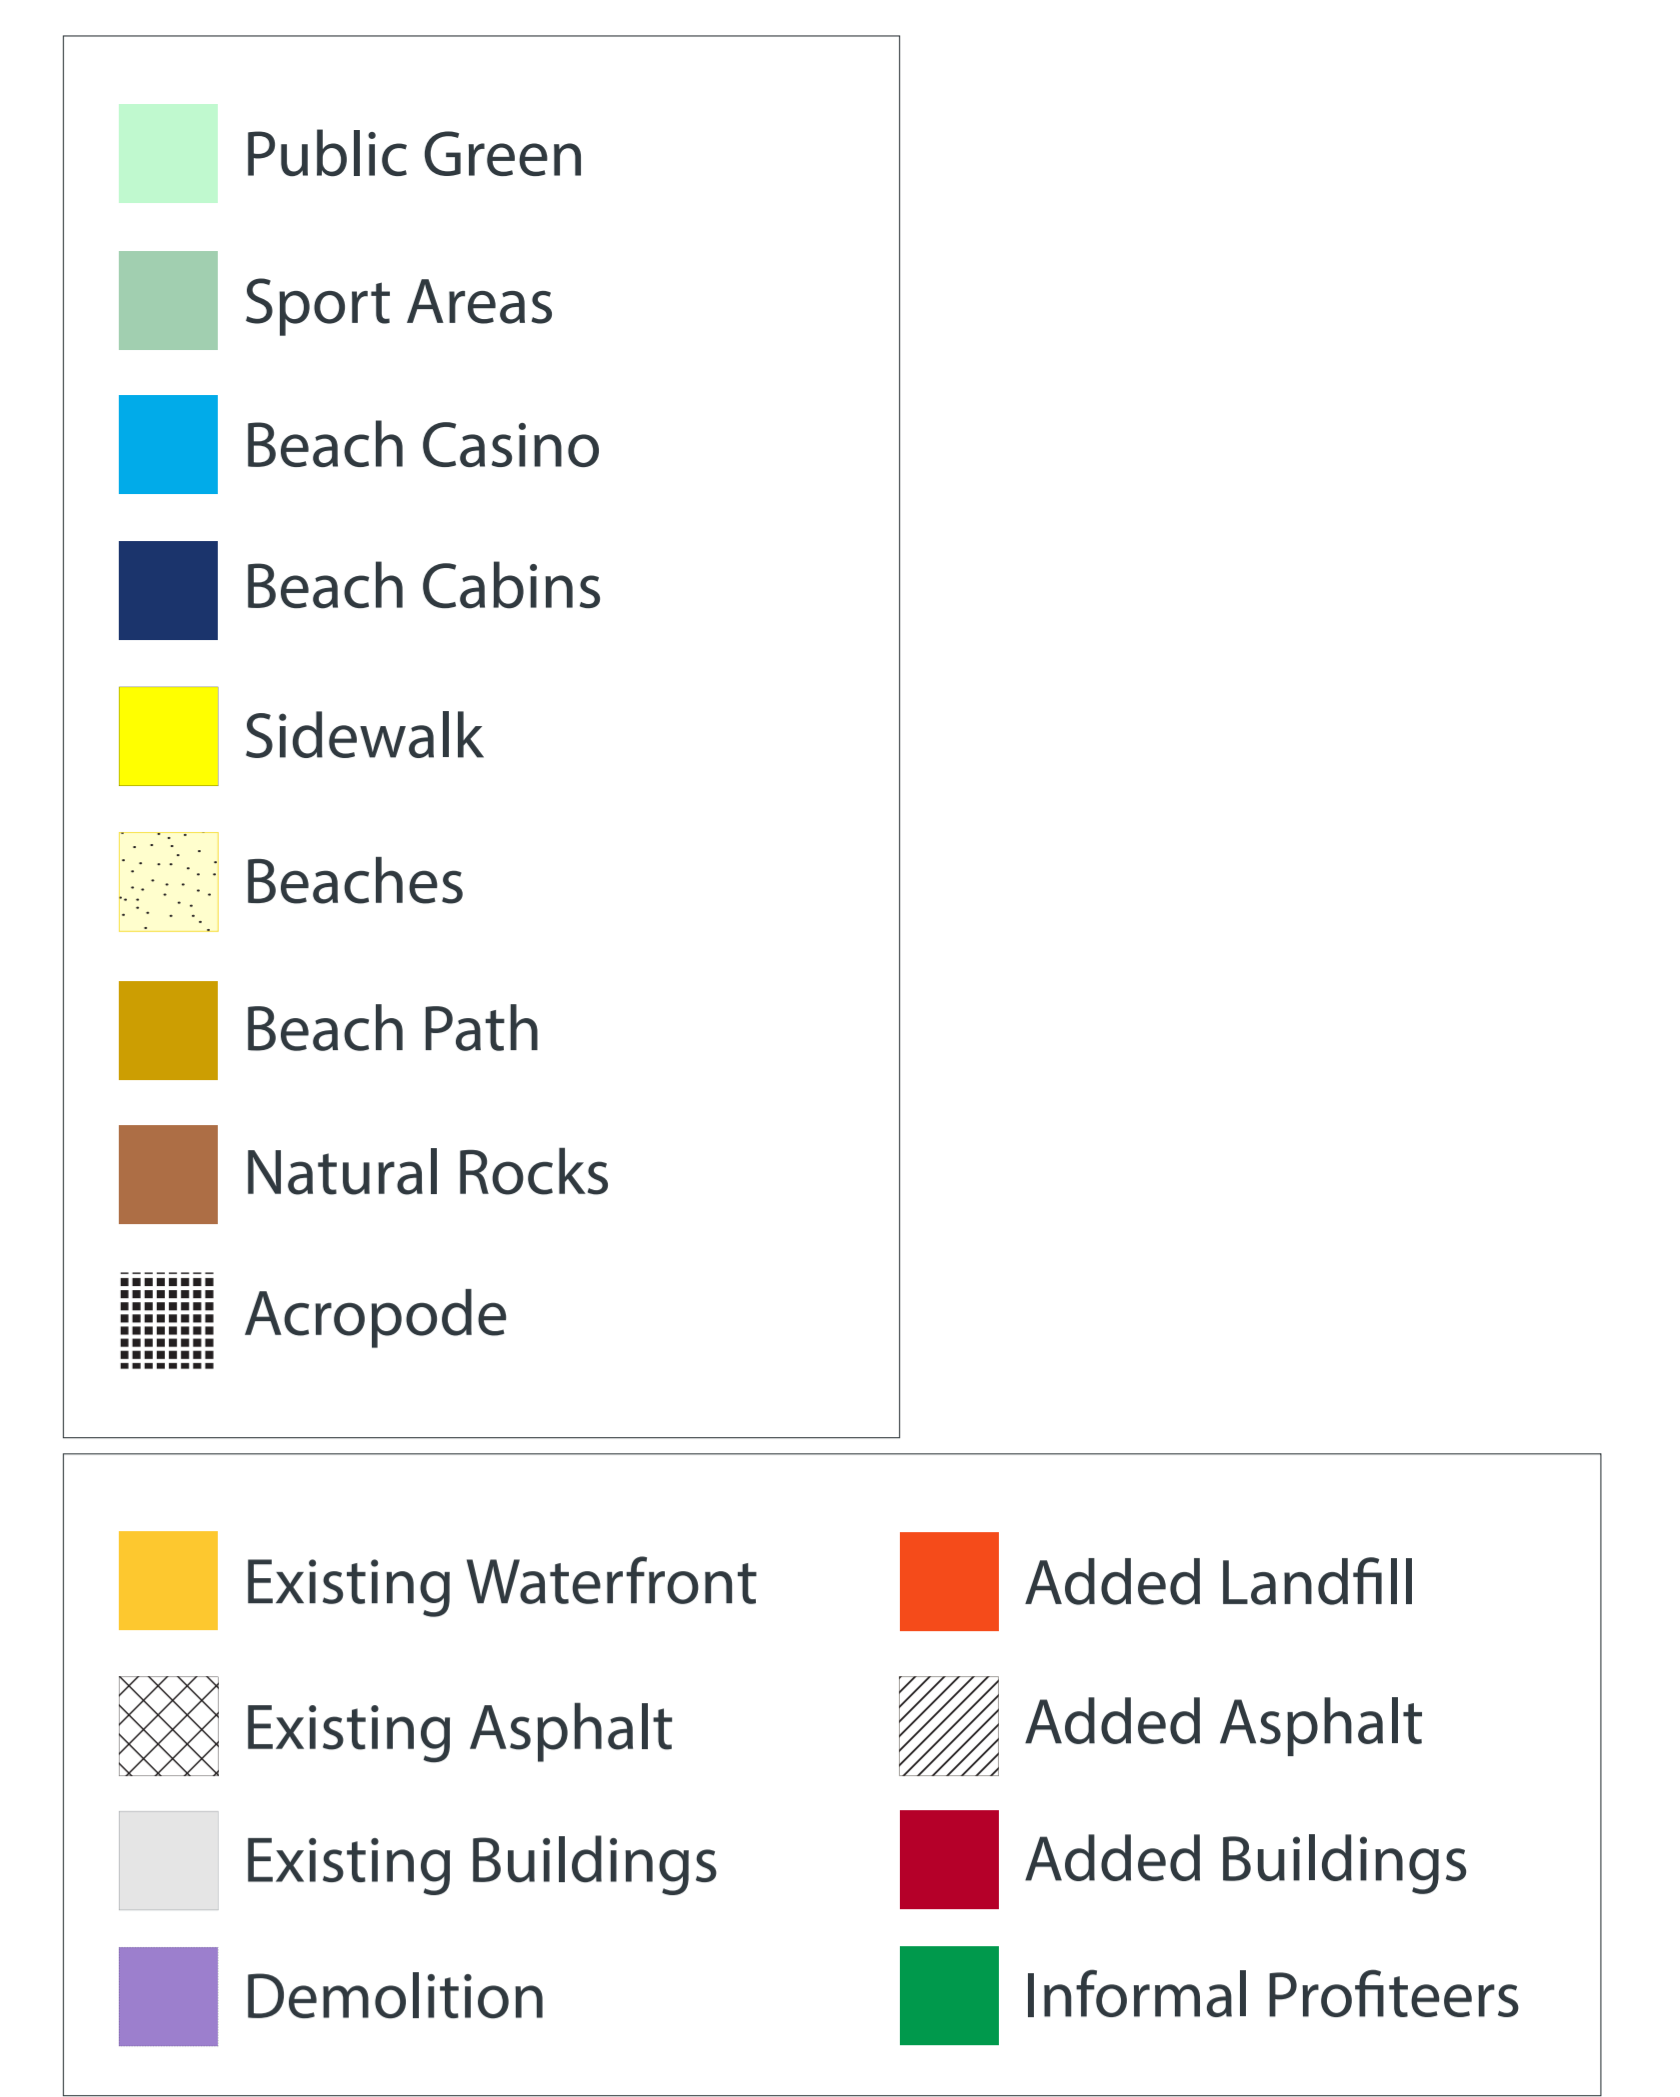 Public Green
Sport Areas
Beach Casino
Beach Cabins
Sidewalk
Beaches
Beach Path
Natural Rocks
Acropode
Existing Waterfront
Existing Asphalt
Existing Buildings
Demolition
Added Landfill
Added Asphalt
Added Buildings
Informal Profiteers